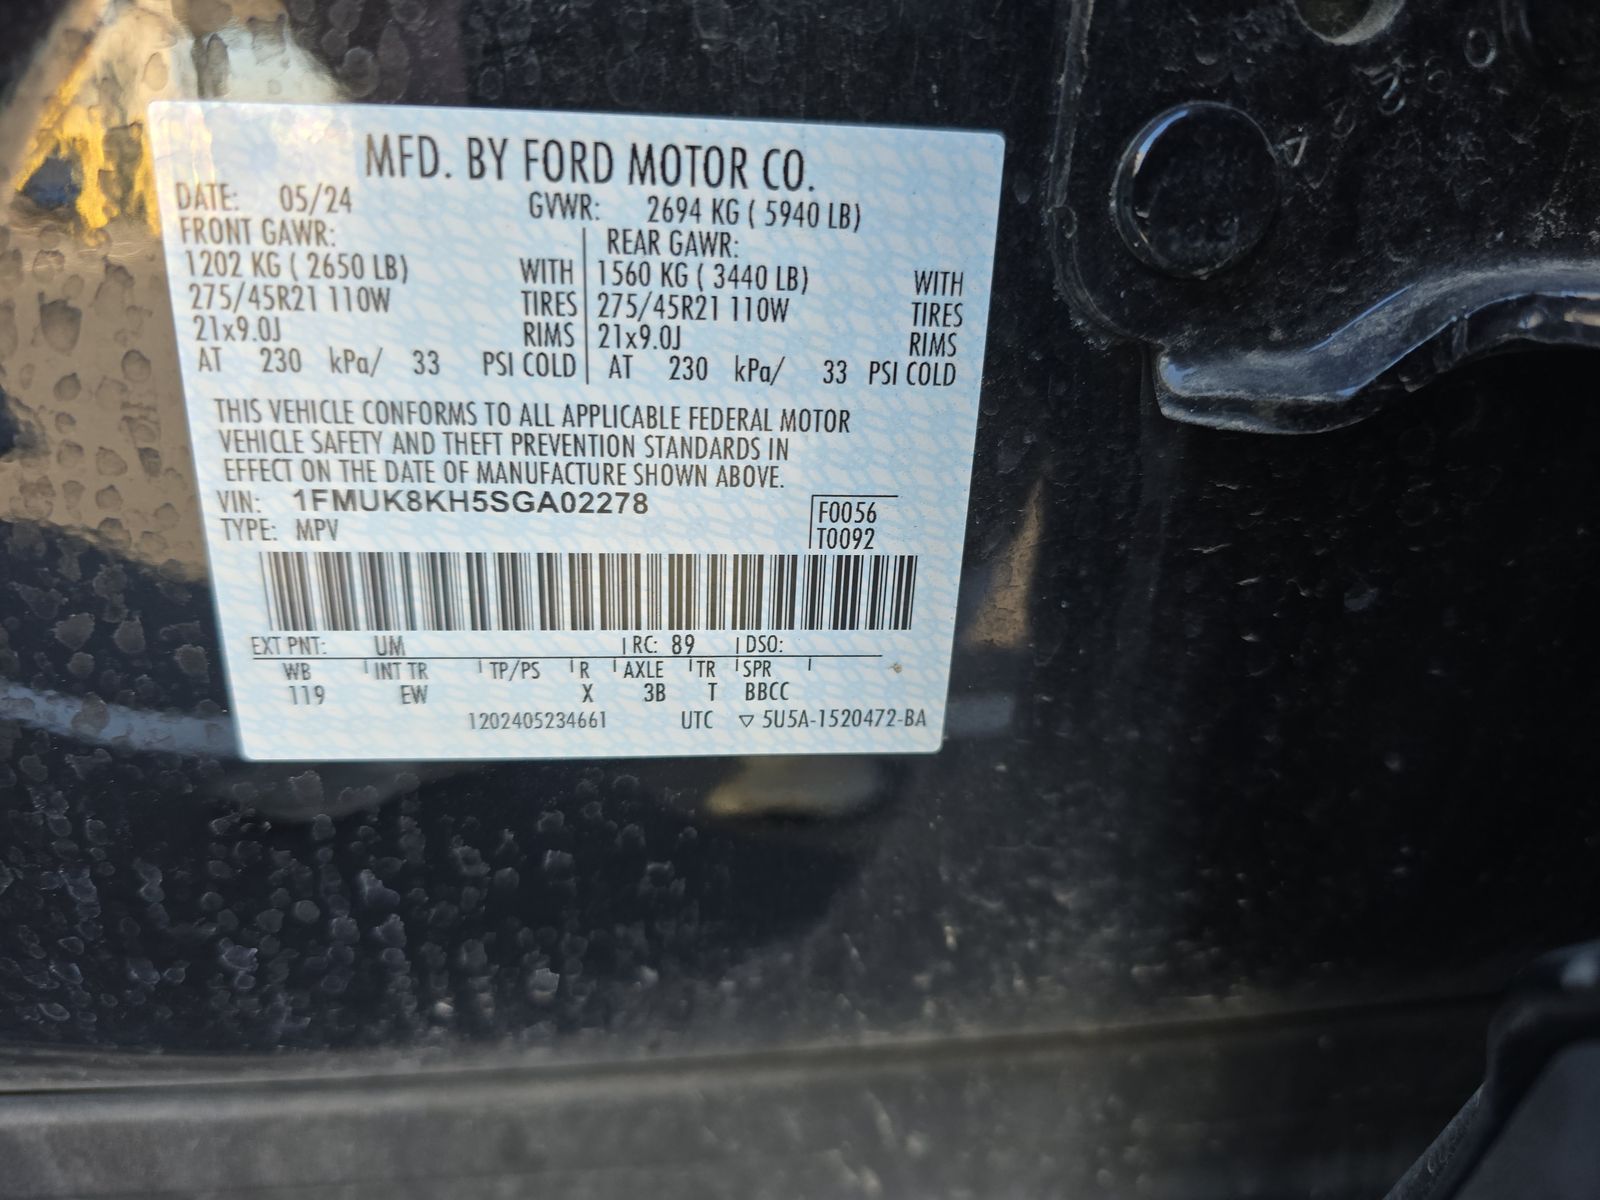 MFD. BY FORD MOTOR CO.
DATE: 05/24 GVWR: 2694 KG ( 5940 LB)
FRONT GAWR: REAR GAWR:
1202 KG ( 2650 LB) WITH 1560 KG ( 3440 LB) WITH
275/45R21 110W TIRES 275/45R21 110W TIRES
21x9.0J RIMS 21x9.0J RIMS
AT 230 kPa/ 33 PSI COLD AT 230 kPa/ 33 PSI COLD
THIS VEHICLE CONFORMS TO ALL APPLICABLE FEDERAL MOTOR
VEHICLE SAFETY AND THEFT PREVENTION STANDARDS IN
EFFECT ON THE DATE OF MANUFACTURE SHOWN ABOVE.
VIN: 1FMUK8KH5SGA02278
F0056
TYPE: MPV
T0092
EXT PNT: UM RC: 89 DSO:
WB INT TR TP/PS R AXLE TR SPR
119 EW X 3B T BBCC
1202405234661 UTC ▽ 5U5A-1520472-BA